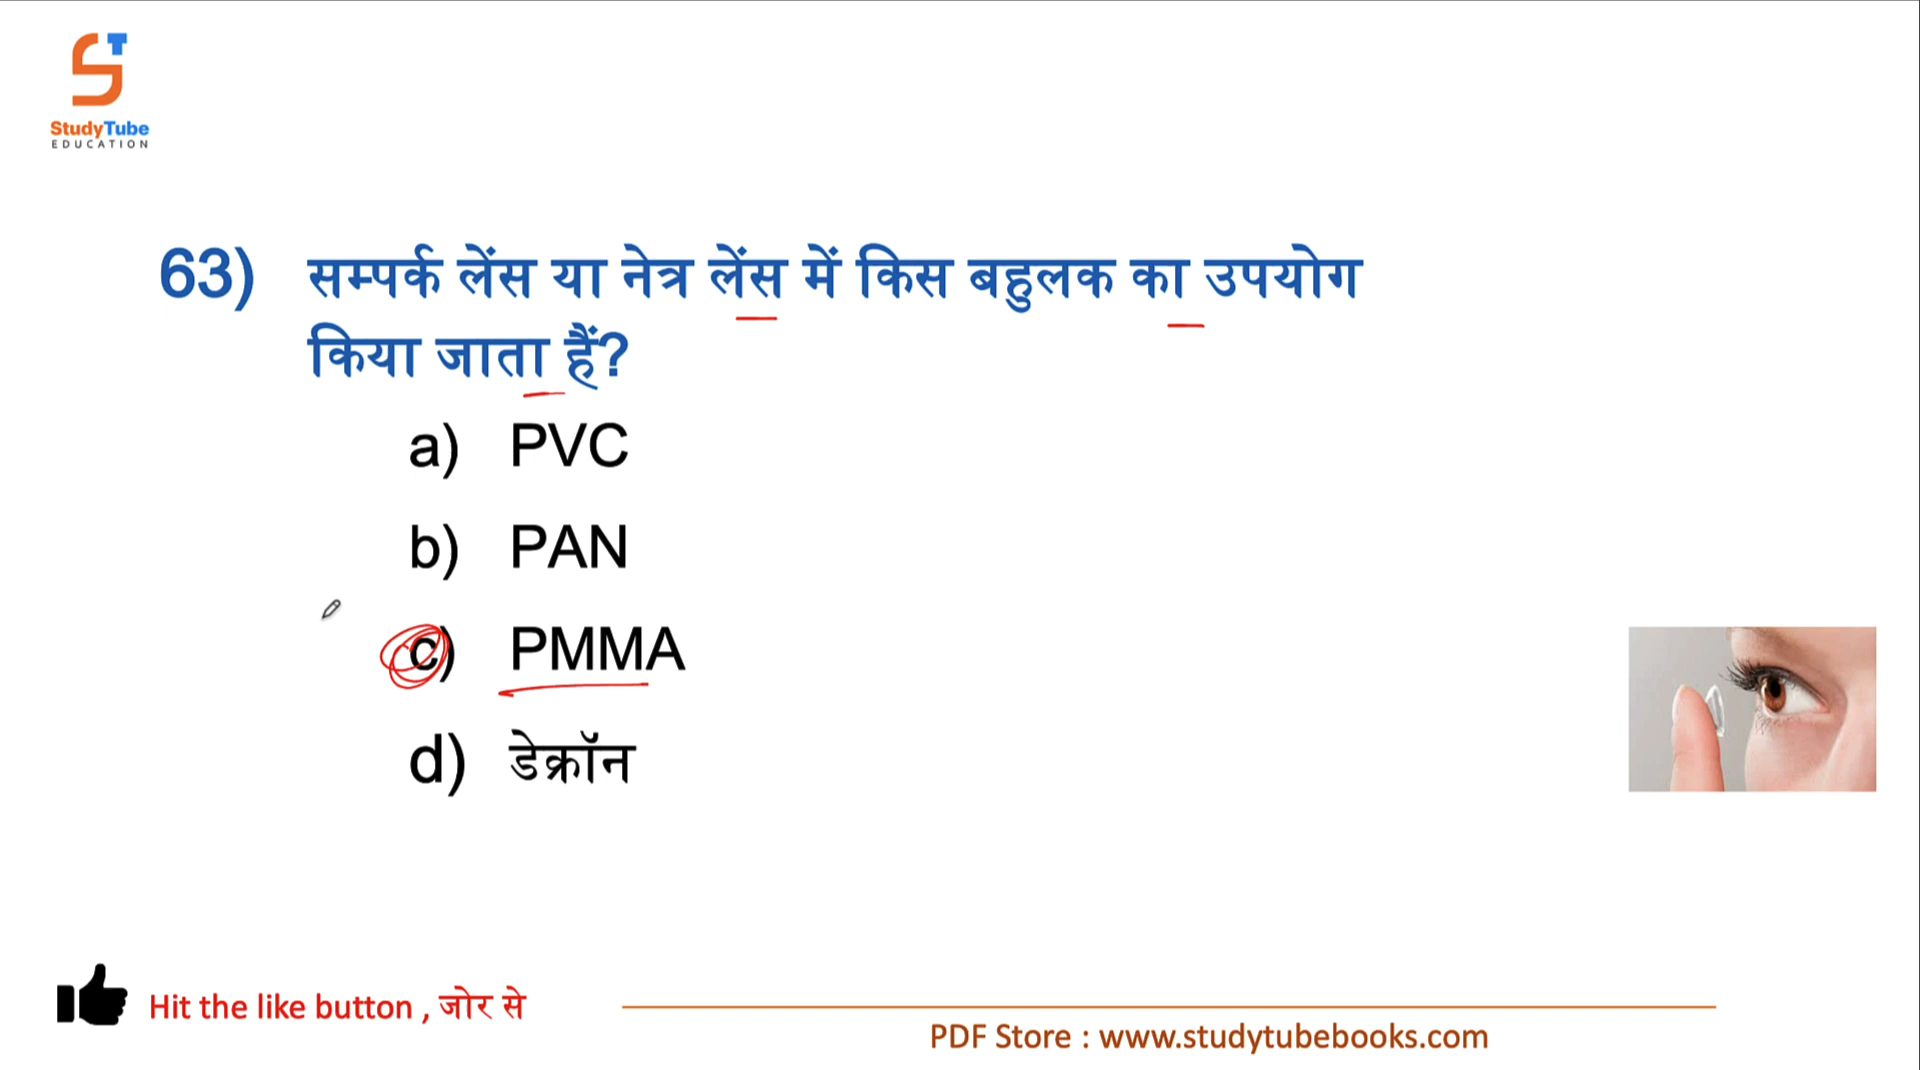 StudyTube
EDUCATION
63) सम्पर्क लेंस या नेत्र लेंस में किस बहुलक का उपयोग
किया जाता हैं?
a) PVC
b) PAN
c) PMMA
d) डेक्रॉन
Hit the like button , जोर से
PDF Store : www.studytubebooks.com